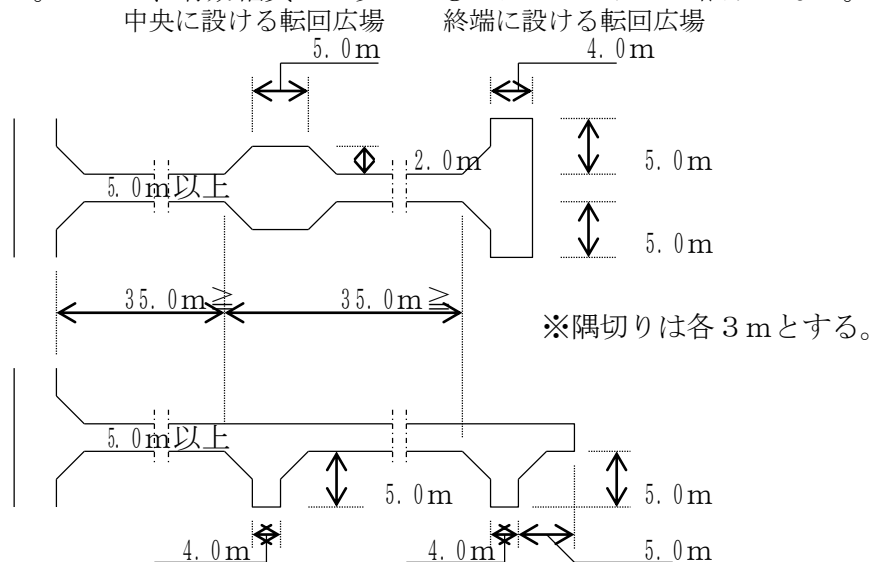 中央に設ける転回広場 終端に設ける転回広場
5.0m 4.0m
2.0m 5.0m
5.0m以上
5.0m
35.0m≧ 35.0m≧
※隅切りは各3mとする。
5.0m以上
5.0m 5.0m
4.0m 4.0m 5.0m